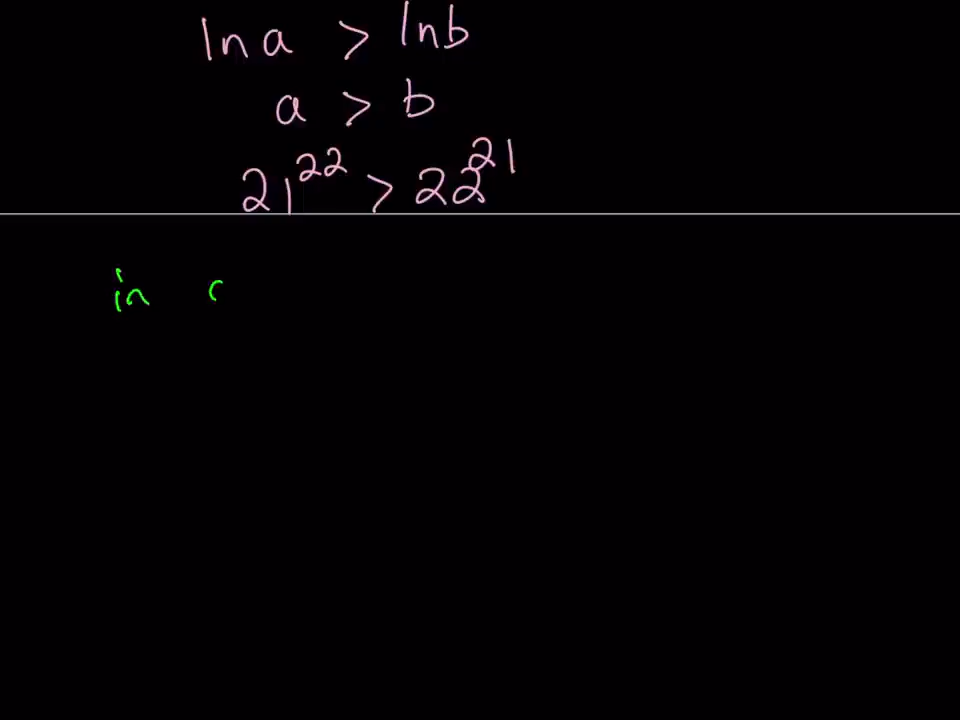 ln a > ln b
a > b
21^22 > 22^21
in